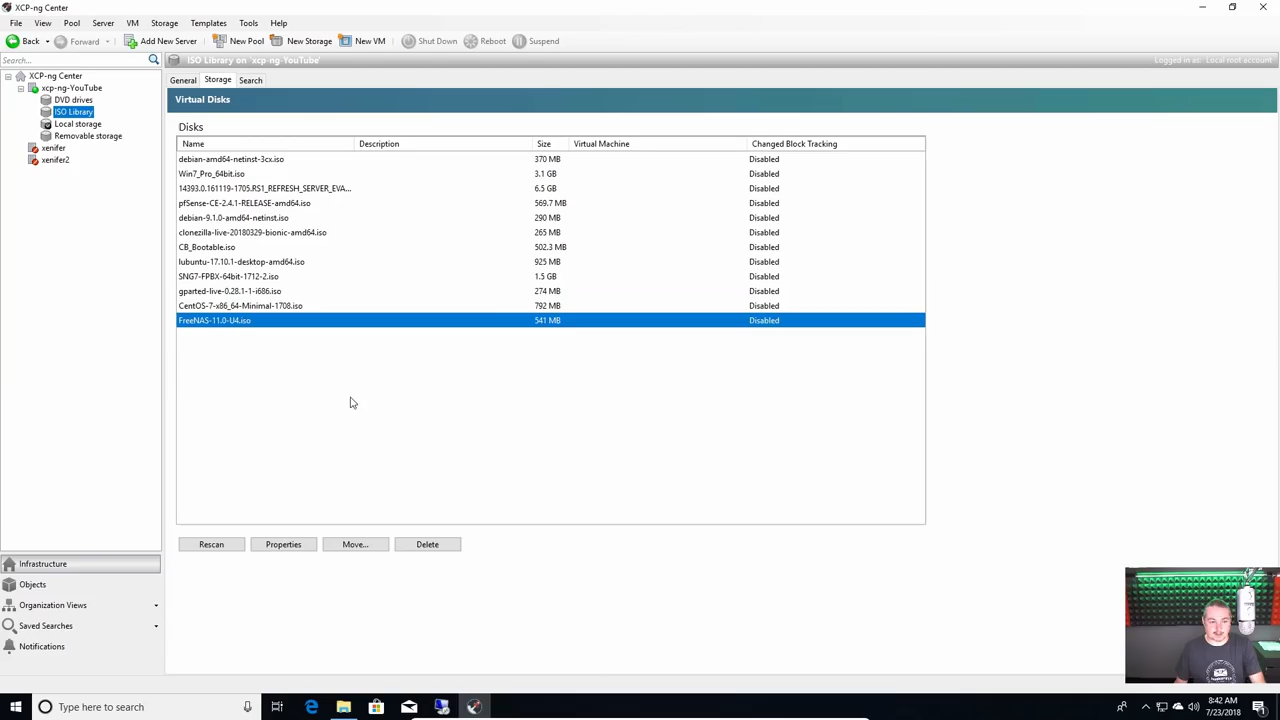 XCP-ng Center
File View Pool Server VM Storage Templates Tools Help
Back Forward Add New Server New Pool New Storage New VM Shut Down Reboot Suspend
Search...
ISO Library on 'xcp-ng-YouTube'
Logged in as: Local root account
XCP-ng Center
xcp-ng-YouTube
DVD drives
ISO Library
Local storage
Removable storage
xenifer
xenifer2
General Storage Search
Virtual Disks
Disks
Name Description Size Virtual Machine Changed Block Tracking
debian-amd64-netinst-3cx.iso 370 MB Disabled
Win7_Pro_64bit.iso 3.1 GB Disabled
14393.0.161119-1705.RS1_REFRESH_SERVER_EVA... 6.5 GB Disabled
pfSense-CE-2.4.1-RELEASE-amd64.iso 569.7 MB Disabled
debian-9.1.0-amd64-netinst.iso 290 MB Disabled
clonezilla-live-20180329-bionic-amd64.iso 265 MB Disabled
CB_Bootable.iso 502.3 MB Disabled
lubuntu-17.10.1-desktop-amd64.iso 925 MB Disabled
SNG7-FPBX-64bit-1712-2.iso 1.5 GB Disabled
gparted-live-0.28.1-1-i686.iso 274 MB Disabled
CentOS-7-x86_64-Minimal-1708.iso 792 MB Disabled
FreeNAS-11.0-U4.iso 541 MB Disabled
Rescan Properties Move... Delete
Infrastructure
Objects
Organization Views
Saved Searches
Notifications
Type here to search
8:42 AM
7/23/2018
1